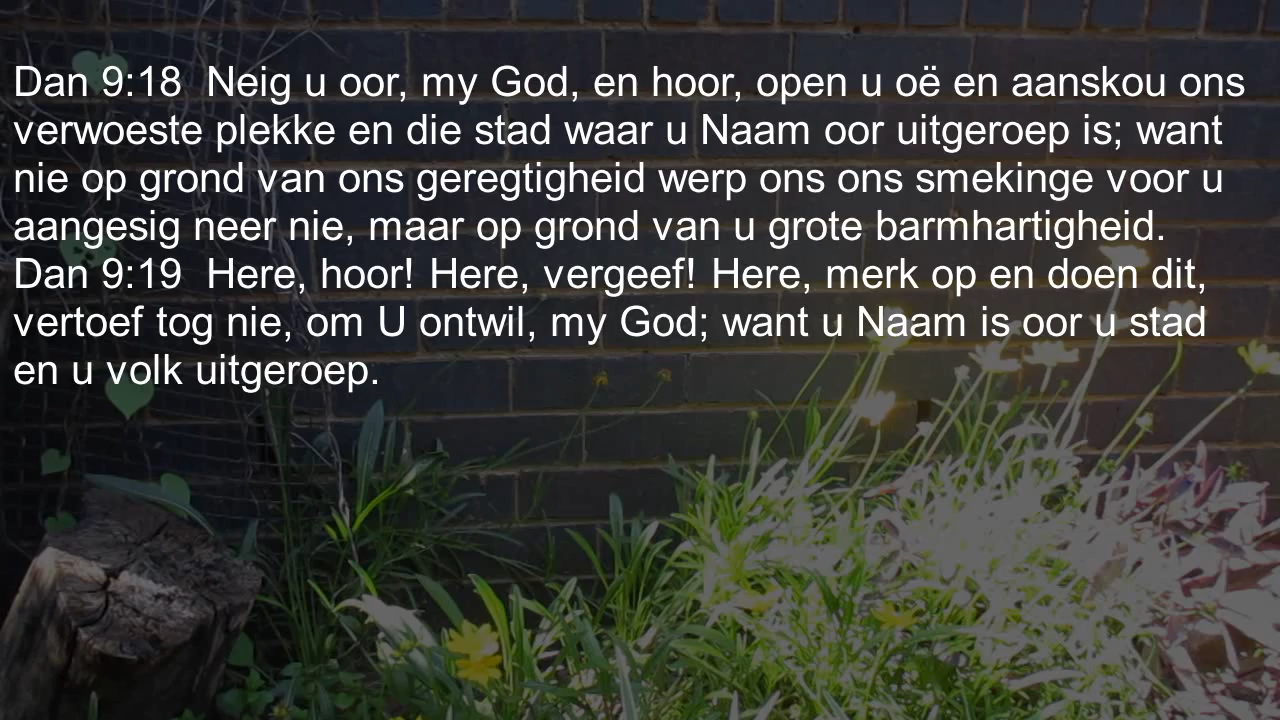 Dan 9:18  Neig u oor, my God, en hoor, open u oë en aanskou ons
verwoeste plekke en die stad waar u Naam oor uitgeroep is; want
nie op grond van ons geregtigheid werp ons ons smekinge voor u
aangesig neer nie, maar op grond van u grote barmhartigheid.
Dan 9:19  Here, hoor! Here, vergeef! Here, merk op en doen dit,
vertoef tog nie, om U ontwil, my God; want u Naam is oor u stad
en u volk uitgeroep.